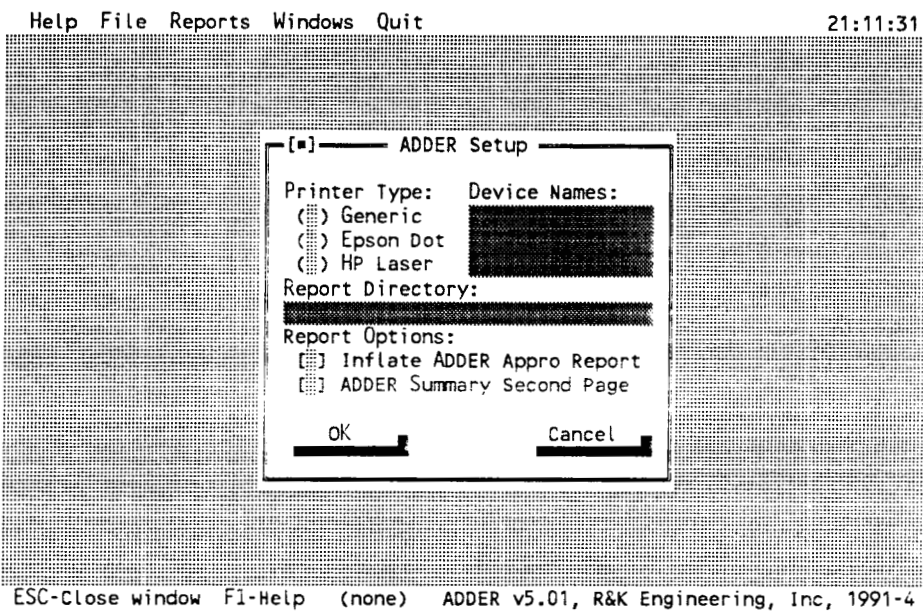 Help File Reports Windows Quit 21:11:31
[■] ADDER Setup
Printer Type: Device Names:
( ) Generic
( ) Epson Dot
( ) HP Laser
Report Directory:
Report Options:
[ ] Inflate ADDER Appro Report
[ ] ADDER Summary Second Page
OK Cancel
ESC-Close window F1-Help (none) ADDER v5.01, R&K Engineering, Inc, 1991-4